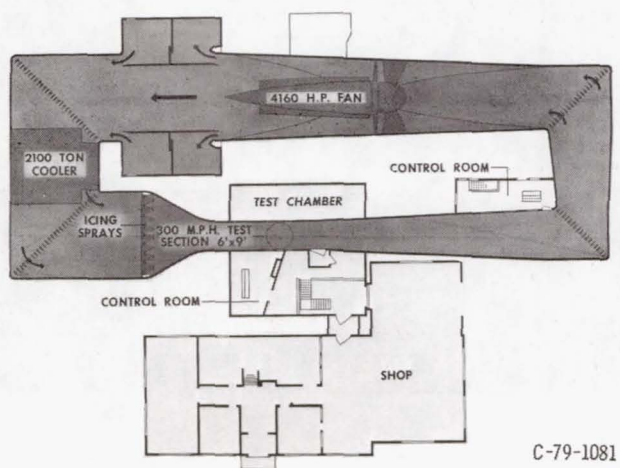 4160 H.P. FAN
2100 TON
COOLER
CONTROL ROOM
TEST CHAMBER
ICING
SPRAYS
300 M.P.H. TEST
SECTION 6'x9'
CONTROL ROOM
SHOP
C-79-1081